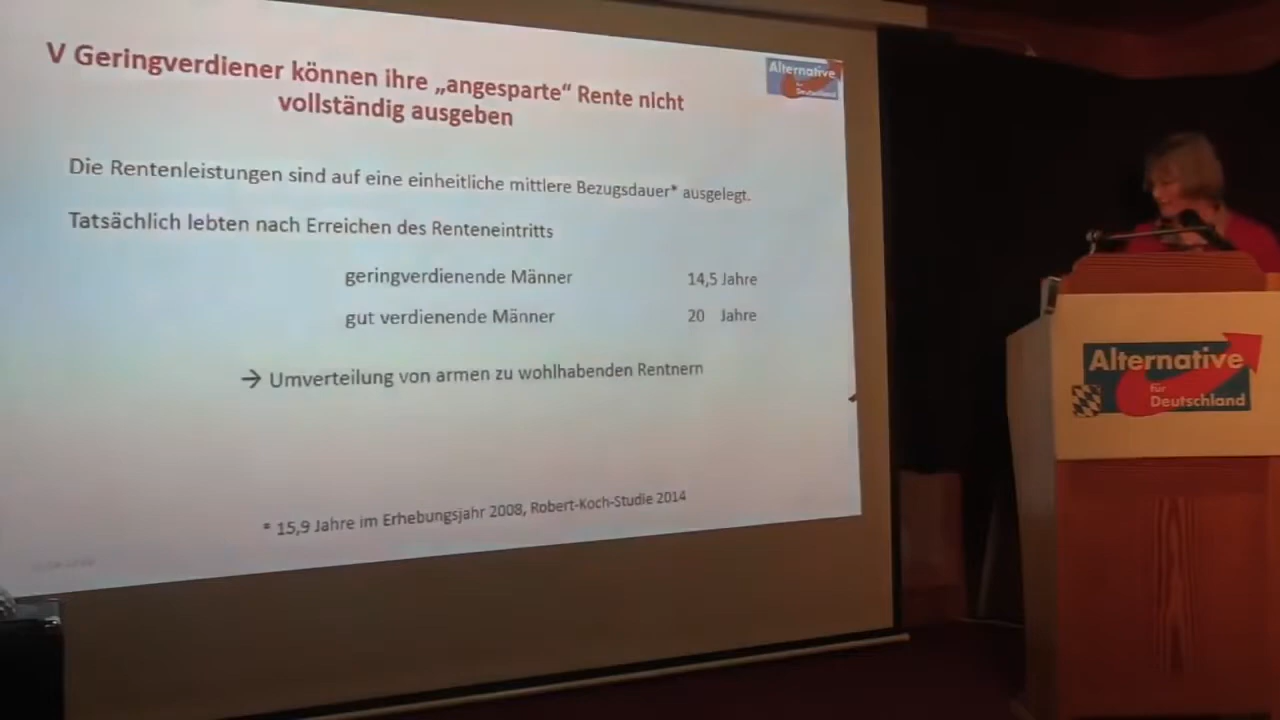 V Geringverdiener können ihre „angesparte“ Rente nicht
vollständig ausgeben
Alternative
für
Deutschland
Die Rentenleistungen sind auf eine einheitliche mittlere Bezugsdauer* ausgelegt.
Tatsächlich lebten nach Erreichen des Renteneintritts
geringverdienende Männer 14,5 Jahre
gut verdienende Männer 20 Jahre
→ Umverteilung von armen zu wohlhabenden Rentnern
* 15,9 Jahre im Erhebungsjahr 2008, Robert-Koch-Studie 2014
Alternative
für
Deutschland